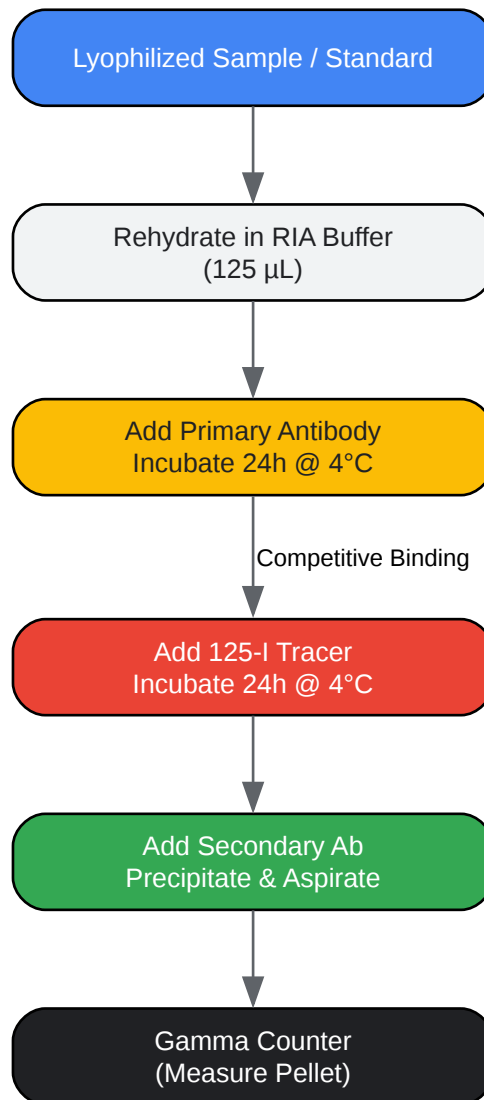 Lyophilized Sample / Standard
Rehydrate in RIA Buffer
(125 µL)
Add Primary Antibody
Incubate 24h @ 4°C
Competitive Binding
Add 125-I Tracer
Incubate 24h @ 4°C
Add Secondary Ab
Precipitate & Aspirate
Gamma Counter
(Measure Pellet)